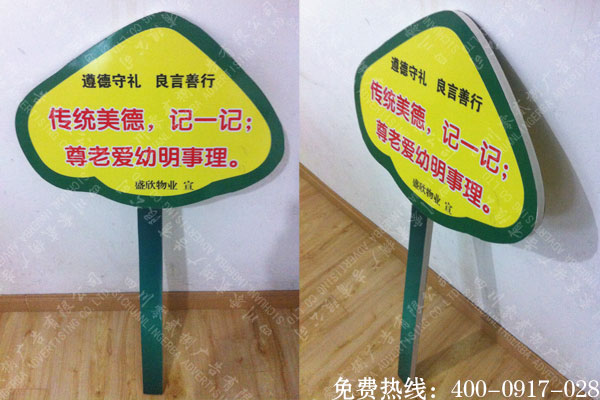 遵德守礼 良言善行
传统美德，记一记；
尊老爱幼明事理。
盛欣物业 宣
遵德守礼 良言善行
传统美德，记一记；
尊老爱幼明事理。
盛欣物业 宣
免费热线：400-0917-028